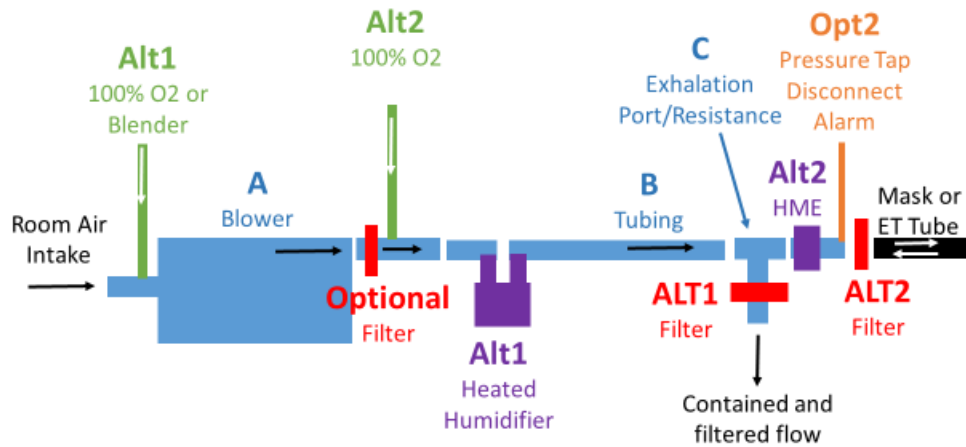 Alt1
100% O2 or
Blender
Alt2
100% O2
C
Exhalation
Port/Resistance
Opt2
Pressure Tap
Disconnect
Alarm
Room Air
Intake
A
Blower
B
Tubing
Alt2
HME
Mask or
ET Tube
Optional
Filter
Alt1
Heated
Humidifier
ALT1
Filter
ALT2
Filter
Contained and
filtered flow